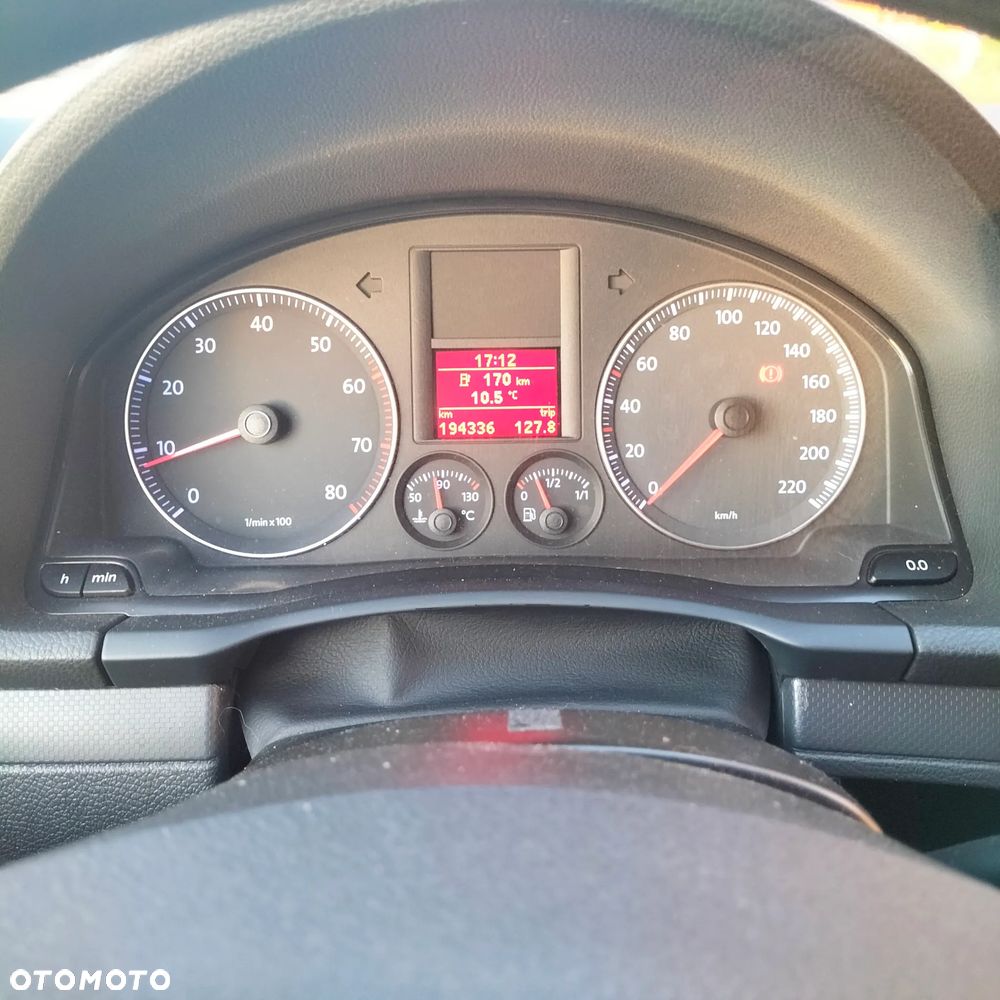 17:12
170 km
10.5 °C
km trip
194336 127.8
0 10 20 30 40 50 60 70 80
1/min x 100
50 90 130
°C
0 1/2 1/1
0 20 40 60 80 100 120 140 160 180 200 220
km/h
h min
0.0
OTOMOTO